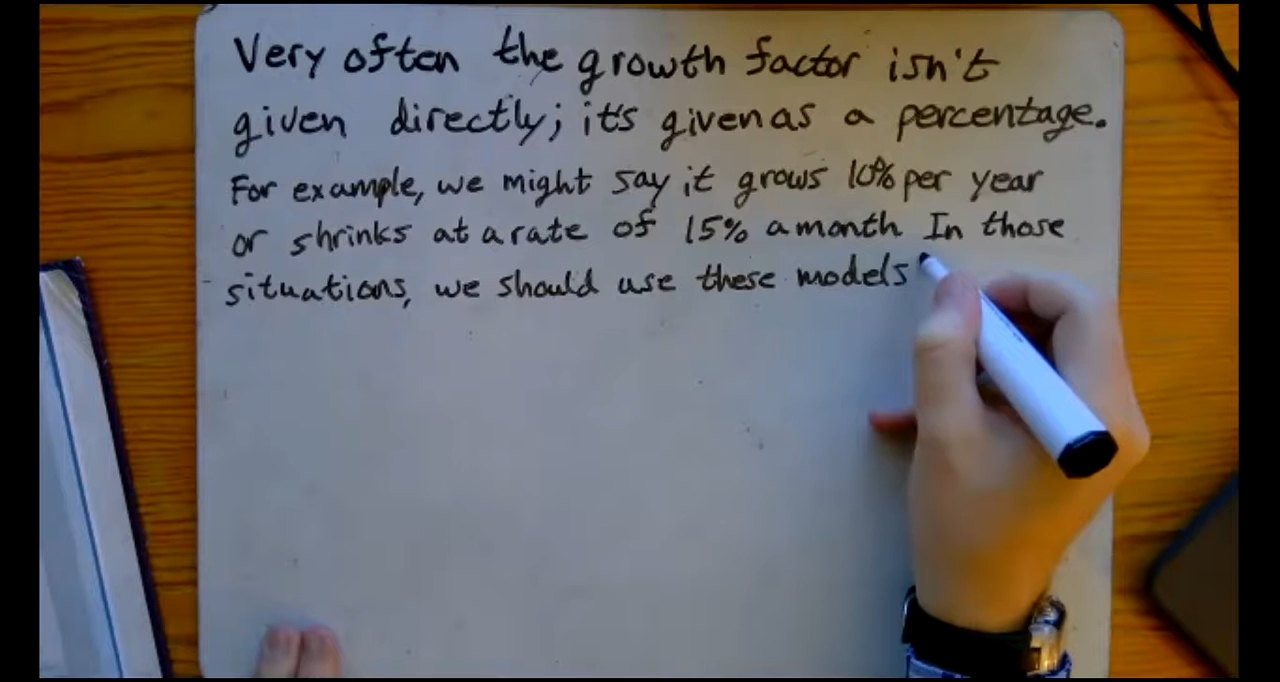 Very often the growth factor isn't
given directly; it's given as a percentage.
For example, we might say it grows 10% per year
or shrinks at a rate of 15% a month In those
situations, we should use these models